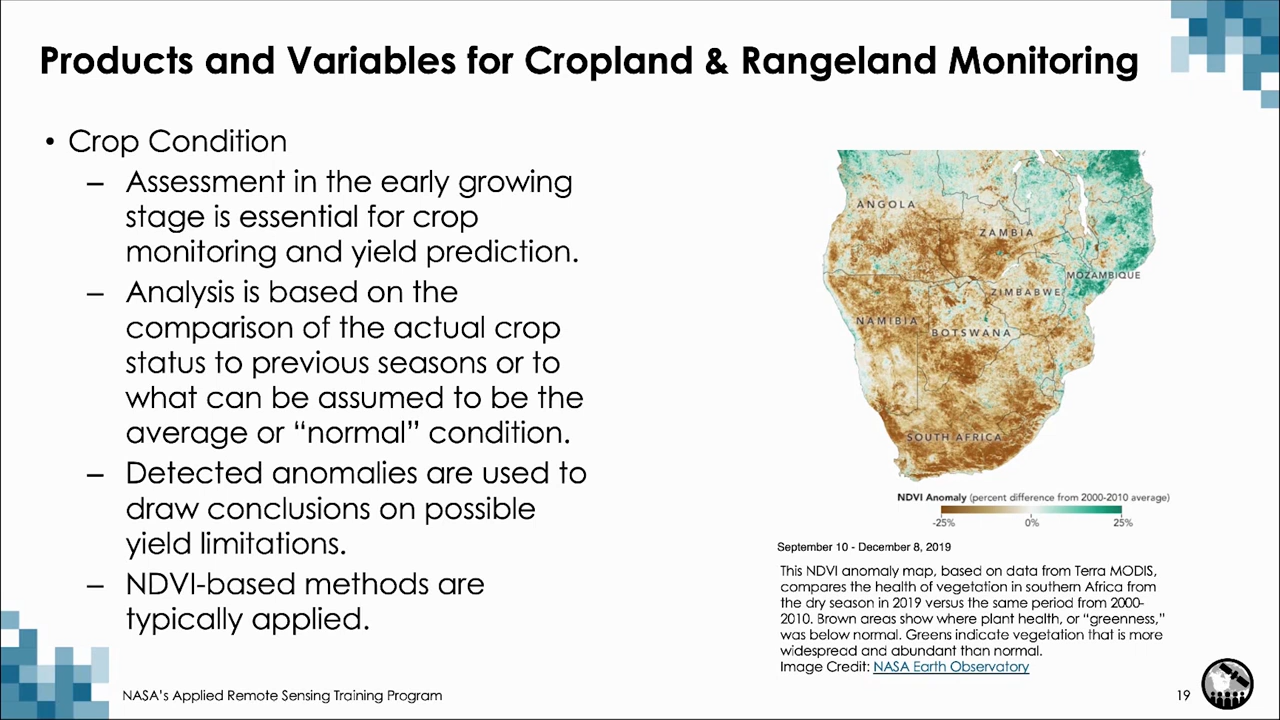 Products and Variables for Cropland & Rangeland Monitoring
• Crop Condition
– Assessment in the early growing
stage is essential for crop
monitoring and yield prediction.
– Analysis is based on the
comparison of the actual crop
status to previous seasons or to
what can be assumed to be the
average or “normal” condition.
– Detected anomalies are used to
draw conclusions on possible
yield limitations.
– NDVI-based methods are
typically applied.
ANGOLA
ZAMBIA
MOZAMBIQUE
ZIMBABWE
NAMIBIA
BOTSWANA
SOUTH AFRICA
NDVI Anomaly (percent difference from 2000-2010 average)
-25% 0% 25%
September 10 - December 8, 2019
This NDVI anomaly map, based on data from Terra MODIS,
compares the health of vegetation in southern Africa from
the dry season in 2019 versus the same period from 2000-
2010. Brown areas show where plant health, or “greenness,”
was below normal. Greens indicate vegetation that is more
widespread and abundant than normal.
Image Credit: NASA Earth Observatory
NASA’s Applied Remote Sensing Training Program
19